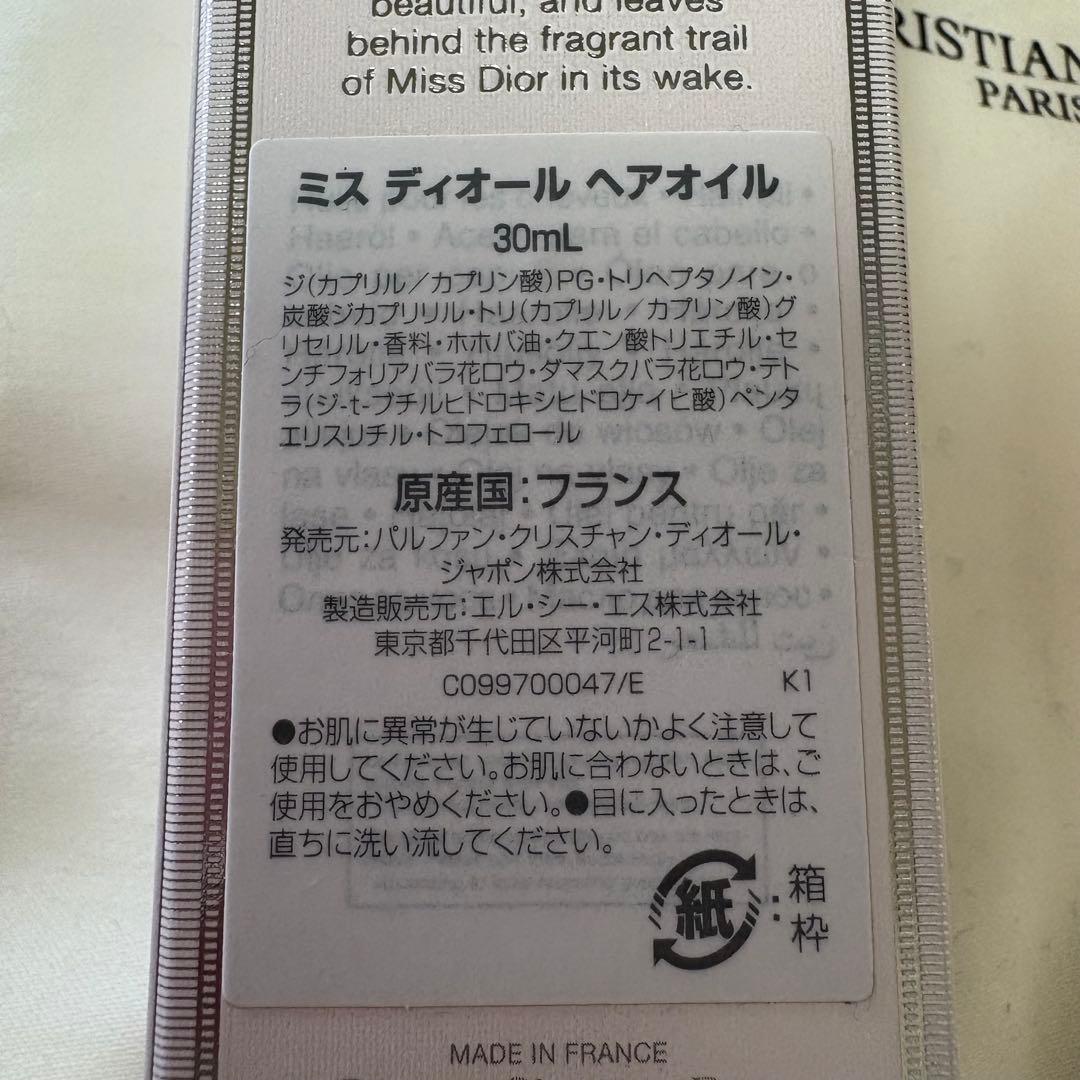 beautiful, and leaves
behind the fragrant trail
of Miss Dior in its wake.
RISTIAN
PARIS
ミス ディオール ヘアオイル
30mL
ジ(カプリル/カプリン酸)PG・トリヘプタノイン・
炭酸ジカプリリル・トリ(カプリル/カプリン酸)グ
リセリル・香料・ホホバ油・クエン酸トリエチル・セ
ンチフォリアバラ花ロウ・ダマスクバラ花ロウ・テト
ラ(ジ-t-ブチルヒドロキシヒドロケイヒ酸)ペンタ
エリスリチル・トコフェロール
原産国:フランス
発売元:パルファン・クリスチャン・ディオール・
ジャポン株式会社
製造販売元:エル・シー・エス株式会社
東京都千代田区平河町2-1-1
C099700047/E K1
●お肌に異常が生じていないかよく注意して
使用してください。お肌に合わないときは、ご
使用をおやめください。●目に入ったときは、
直ちに洗い流してください。
紙:箱
枠
MADE IN FRANCE